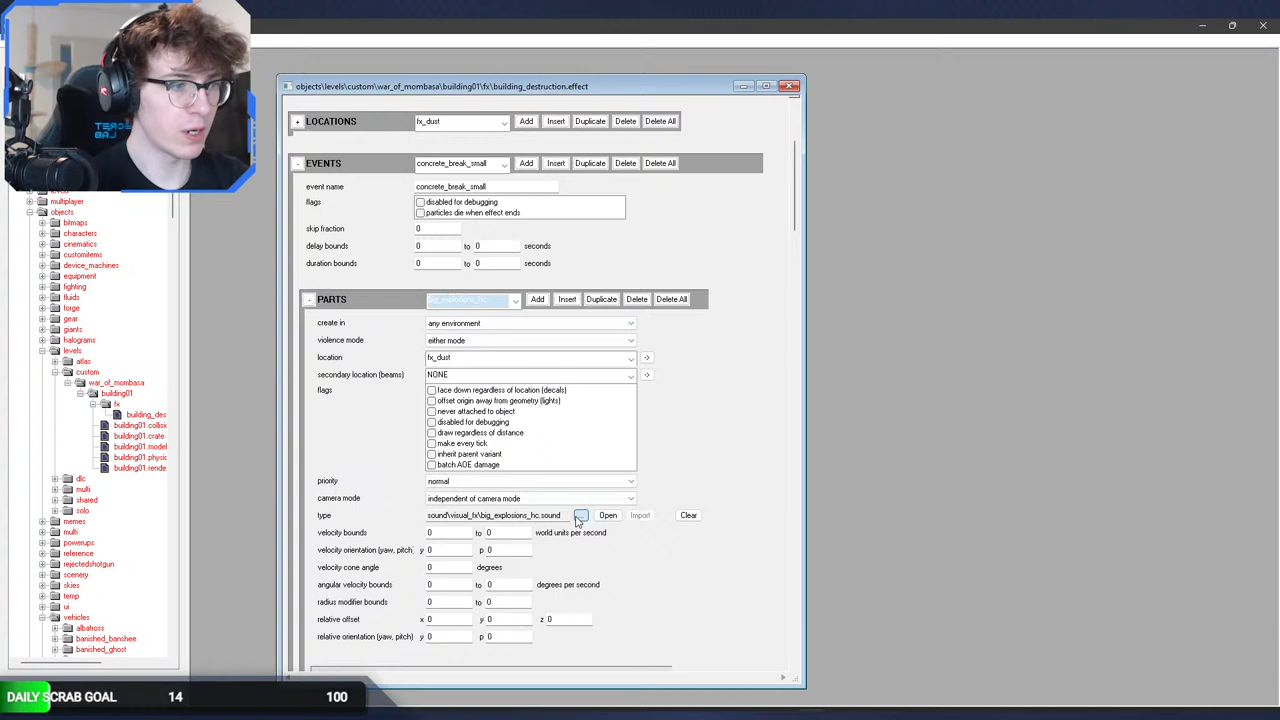 objects\levels\custom\war_of_mombasa\building01\fx\building_destruction.effect
+ LOCATIONS fx_dust Add Insert Duplicate Delete Delete All
- EVENTS concrete_break_small Add Insert Duplicate Delete Delete All
event name concrete_break_small
flags disabled for debugging
particles die when effect ends
skip fraction 0
delay bounds 0 to 0 seconds
duration bounds 0 to 0 seconds
- PARTS big_explosions_hc Add Insert Duplicate Delete Delete All
create in any environment
violence mode either mode
location fx_dust
secondary location (beams) NONE
flags face down regardless of location (decals)
offset origin away from geometry (lights)
never attached to object
disabled for debugging
draw regardless of distance
make every tick
inherit parent variant
batch AOE damage
priority normal
camera mode independent of camera mode
type sound\visual_fx\big_explosions_hc.sound ... Open Import Clear
velocity bounds 0 to 0 world units per second
velocity orientation (yaw, pitch) y 0 p 0
velocity cone angle 0 degrees
angular velocity bounds 0 to 0 degrees per second
radius modifier bounds 0 to 0
relative offset x 0 y 0 z 0
relative orientation (yaw, pitch) y 0 p 0
levels
multiplayer
objects
bitmaps
characters
cinematics
customitems
device_machines
equipment
fighting
fluids
forge
gear
giants
halograms
levels
atlas
custom
war_of_mombasa
building01
fx
building_des
building01.collisi
building01.crate
building01.model
building01.physic
building01.rende
dlc
multi
shared
solo
memes
multi
powerups
reference
rejectedshotgun
scenery
skies
temp
ui
vehicles
albatross
banished_banshee
banished_ghost
DAILY SCRAB GOAL 14 100